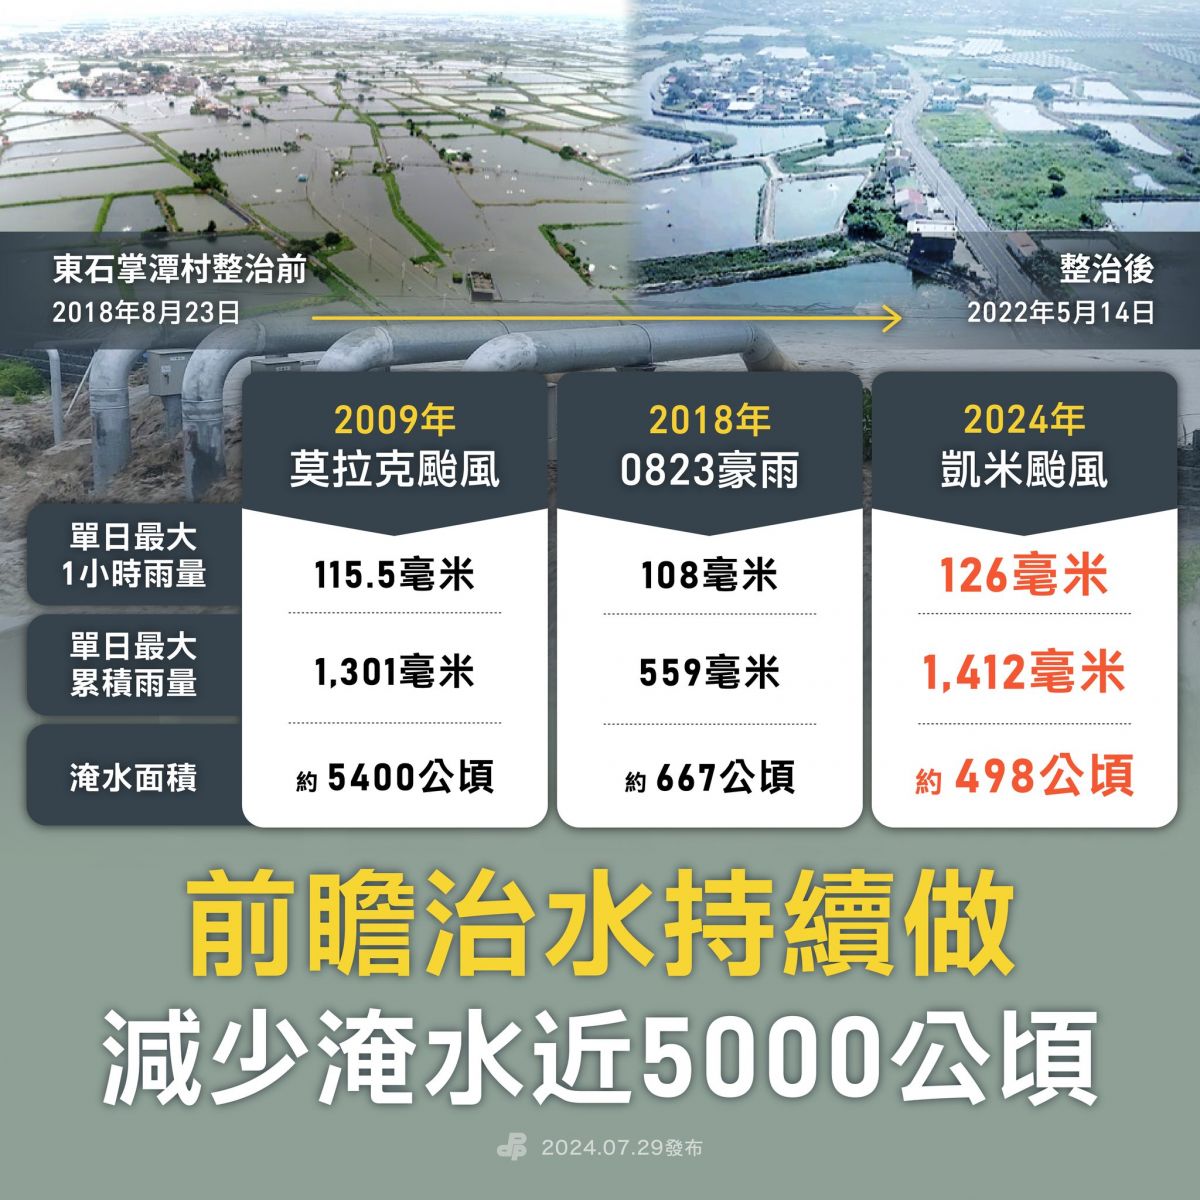 東石掌潭村整治前
2018年8月23日
整治後
2022年5月14日
2009年
莫拉克颱風
2018年
0823豪雨
2024年
凱米颱風
單日最大
1小時雨量
115.5毫米
108毫米
126毫米
單日最大
累積雨量
1,301毫米
559毫米
1,412毫米
淹水面積
約 5400公頃
約 667公頃
約 498公頃
前瞻治水持續做
減少淹水近5000公頃
2024.07.29發布